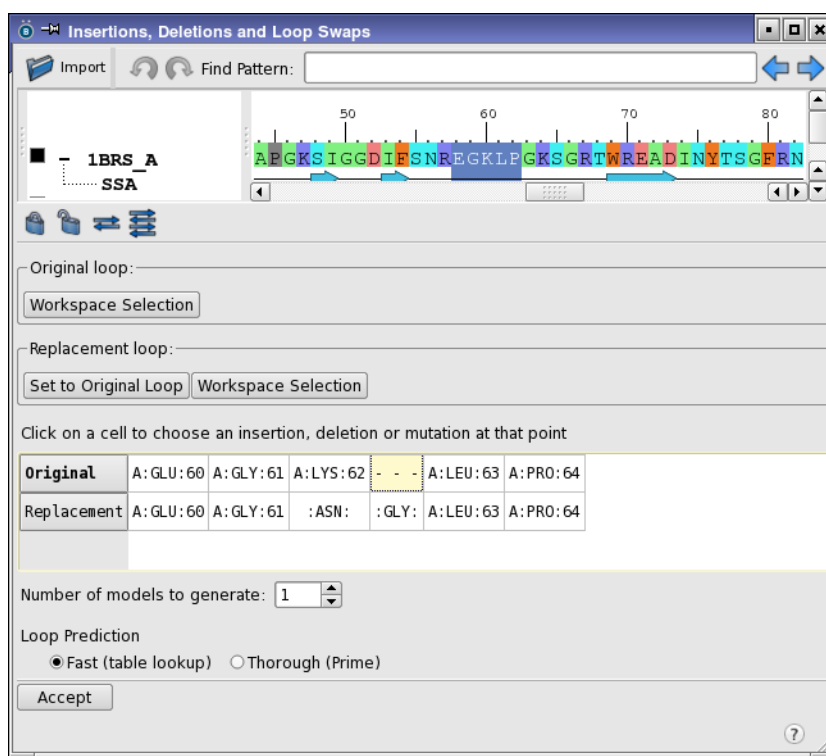 Insertions, Deletions and Loop Swaps
Import Find Pattern:
50 60 70 80
1BRS_A APGKSIGGDIFSNREGKLPGKSGRTWREADINYTSGFRN
SSA
Original loop:
Workspace Selection
Replacement loop:
Set to Original Loop Workspace Selection
Click on a cell to choose an insertion, deletion or mutation at that point
Original A:GLU:60 A:GLY:61 A:LYS:62 - - - A:LEU:63 A:PRO:64
Replacement A:GLU:60 A:GLY:61 :ASN: :GLY: A:LEU:63 A:PRO:64
Number of models to generate: 1
Loop Prediction
Fast (table lookup) Thorough (Prime)
Accept
?